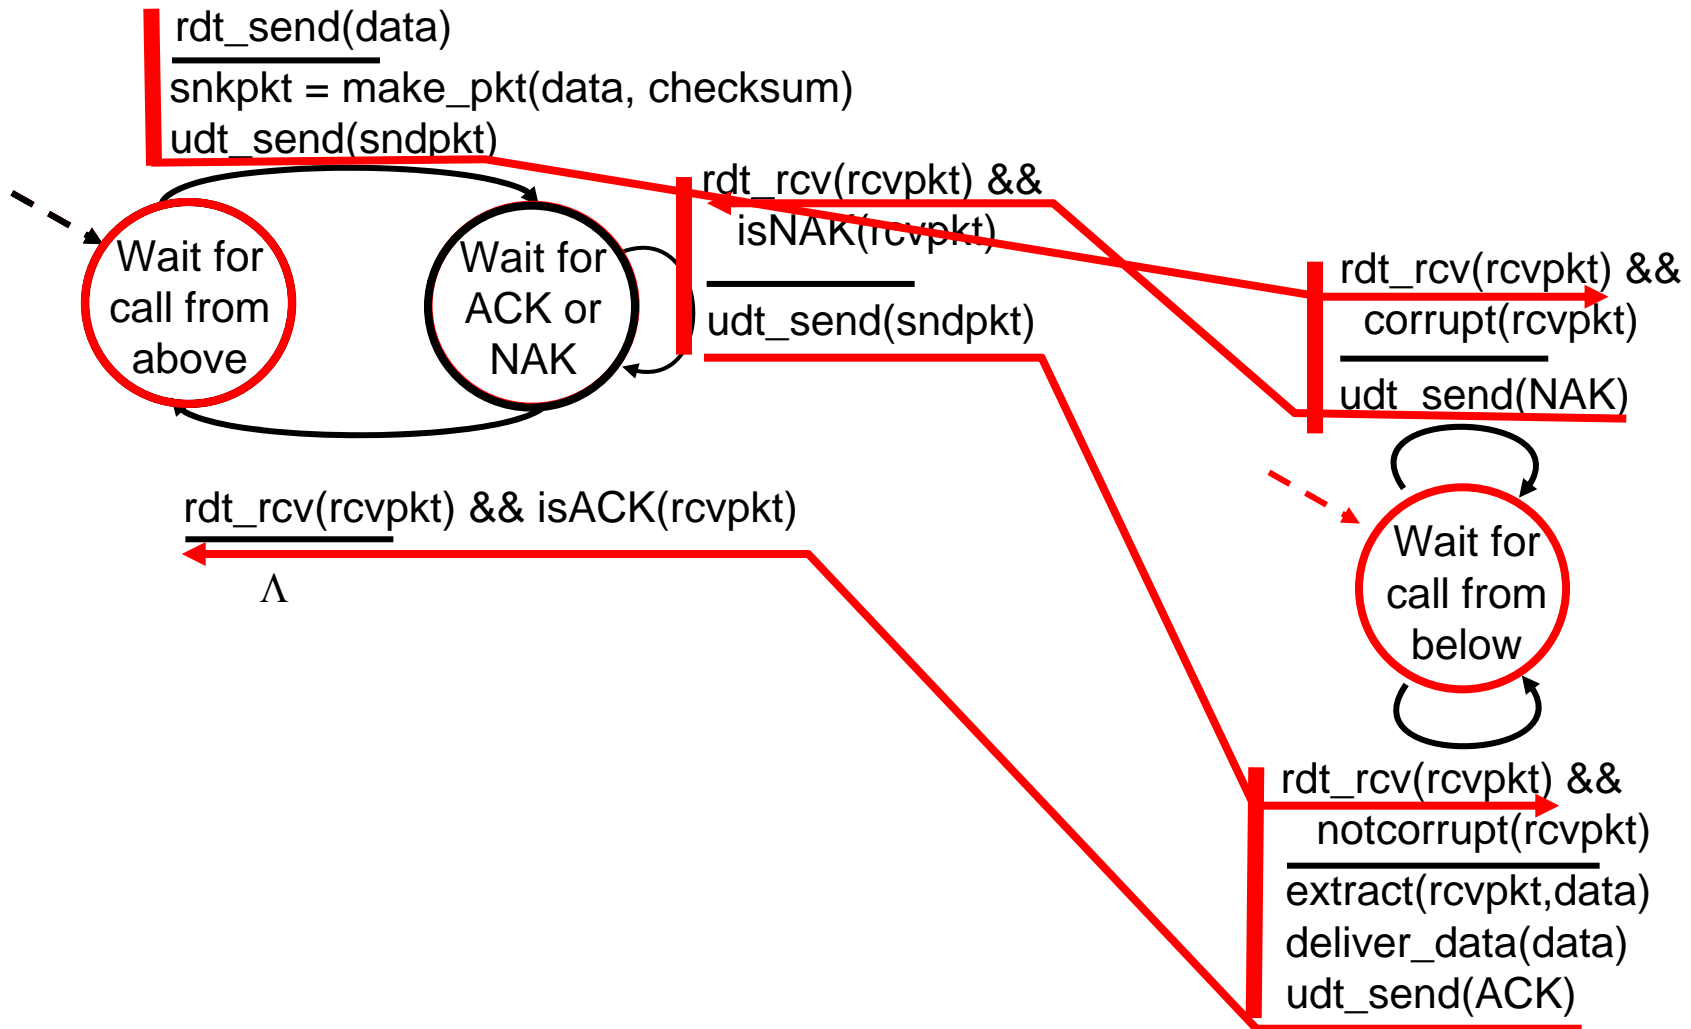 rdt_send(data)
snkpkt = make_pkt(data, checksum)
udt_send(sndpkt)
rdt_rcv(rcvpkt) &&
isNAK(rcvpkt)
udt_send(sndpkt)
Wait for
call from
above
Wait for
ACK or
NAK
rdt_rcv(rcvpkt) && isACK(rcvpkt)
Λ
rdt_rcv(rcvpkt) &&
corrupt(rcvpkt)
udt_send(NAK)
Wait for
call from
below
rdt_rcv(rcvpkt) &&
notcorrupt(rcvpkt)
extract(rcvpkt,data)
deliver_data(data)
udt_send(ACK)